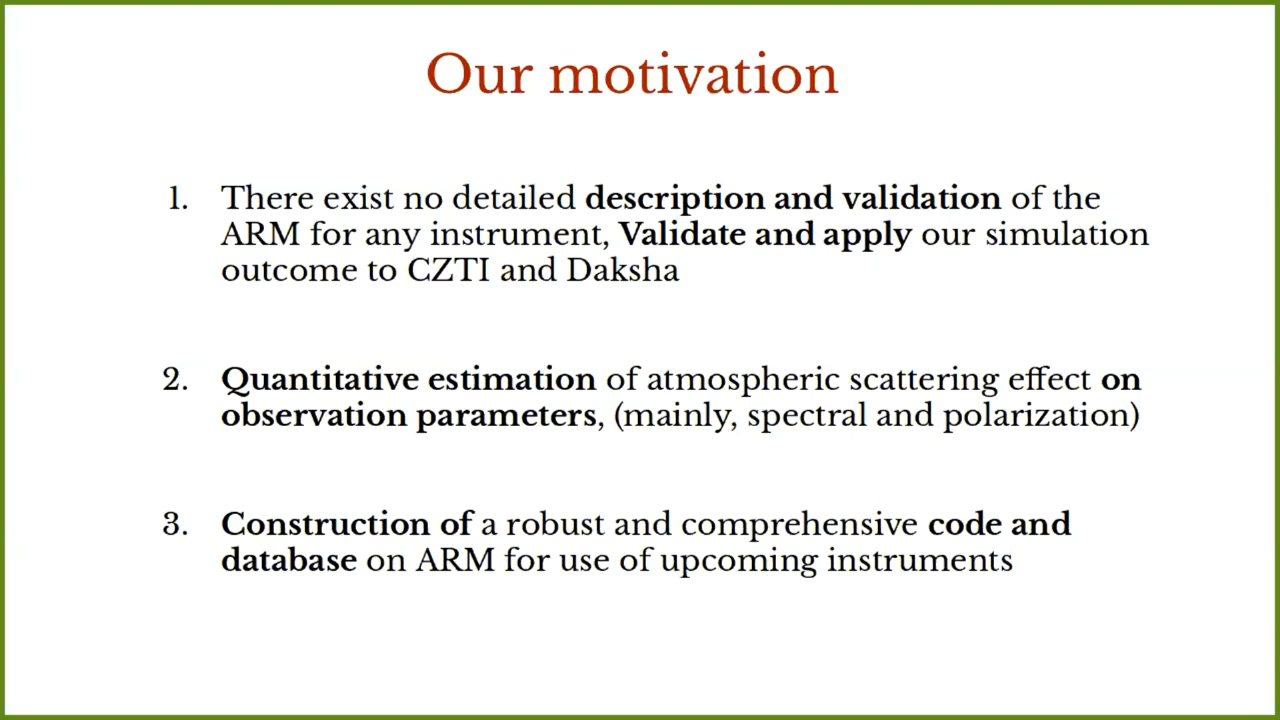 Our motivation
1. There exist no detailed description and validation of the
ARM for any instrument, Validate and apply our simulation
outcome to CZTI and Daksha
2. Quantitative estimation of atmospheric scattering effect on
observation parameters, (mainly, spectral and polarization)
3. Construction of a robust and comprehensive code and
database on ARM for use of upcoming instruments